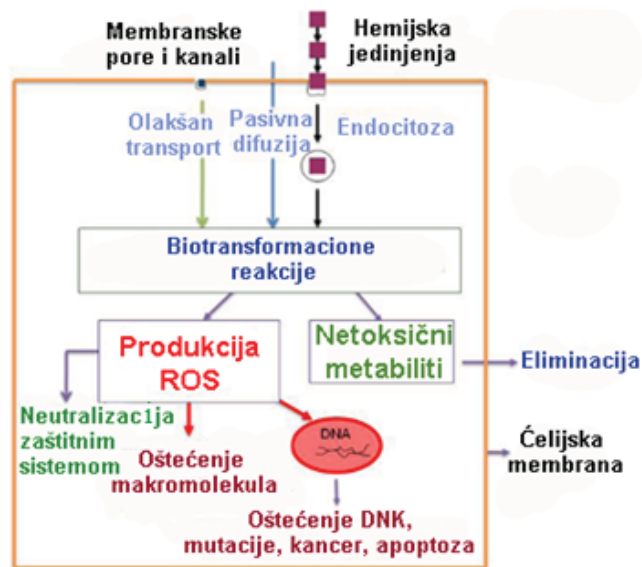 Membranske
pore i kanali
Hemijska
jedinjenja
Olakšan
transport
Pasivna
difuzija
Endocitoza
Biotransformacione
reakcije
Produkcija
ROS
Netoksični
metabiliti
Eliminacija
Neutralizac1ja
zaštitnim
sistemom
Oštećenje
makromolekula
DNA
Ćelijska
membrana
Oštećenje DNK,
mutacije, kancer, apoptoza